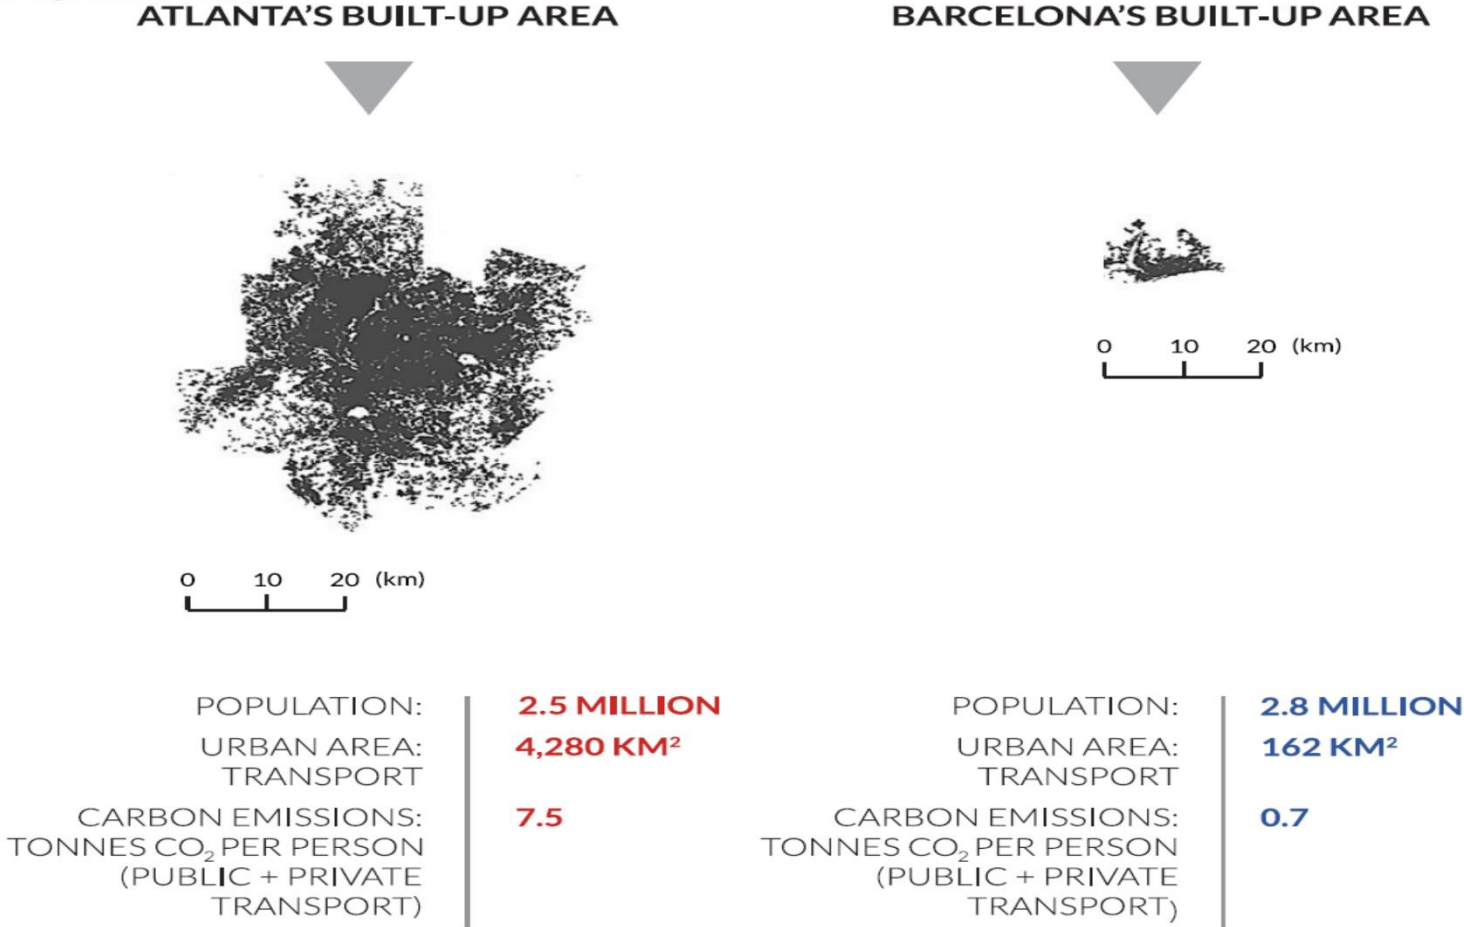 ATLANTA'S BUILT-UP AREA
BARCELONA'S BUILT-UP AREA
0 10 20 (km)
0 10 20 (km)
POPULATION: 2.5 MILLION
URBAN AREA: 4,280 KM²
TRANSPORT
CARBON EMISSIONS: 7.5
TONNES CO₂ PER PERSON
(PUBLIC + PRIVATE
TRANSPORT)
POPULATION: 2.8 MILLION
URBAN AREA: 162 KM²
TRANSPORT
CARBON EMISSIONS: 0.7
TONNES CO₂ PER PERSON
(PUBLIC + PRIVATE
TRANSPORT)